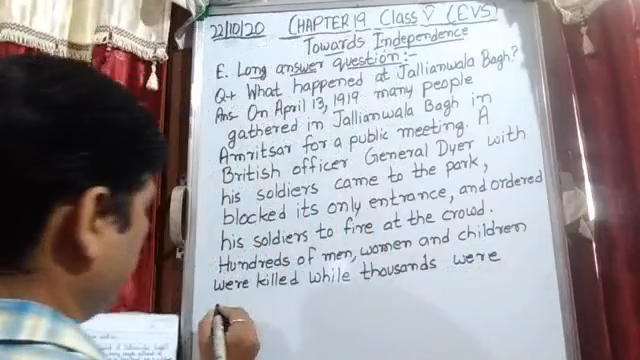 22/10/20 CHAPTER 19 Class V (EVS)
Towards Independence
E. Long answer question:-
Q4 What happened at Jallianwala Bagh?
Ans On April 13, 1919 many people
gathered in Jallianwala Bagh in
Amritsar for a public meeting. A
British officer General Dyer with
his soldiers came to the park,
blocked its only entrance, and ordered
his soldiers to fire at the crowd.
Hundreds of men, women and children
were killed while thousands were